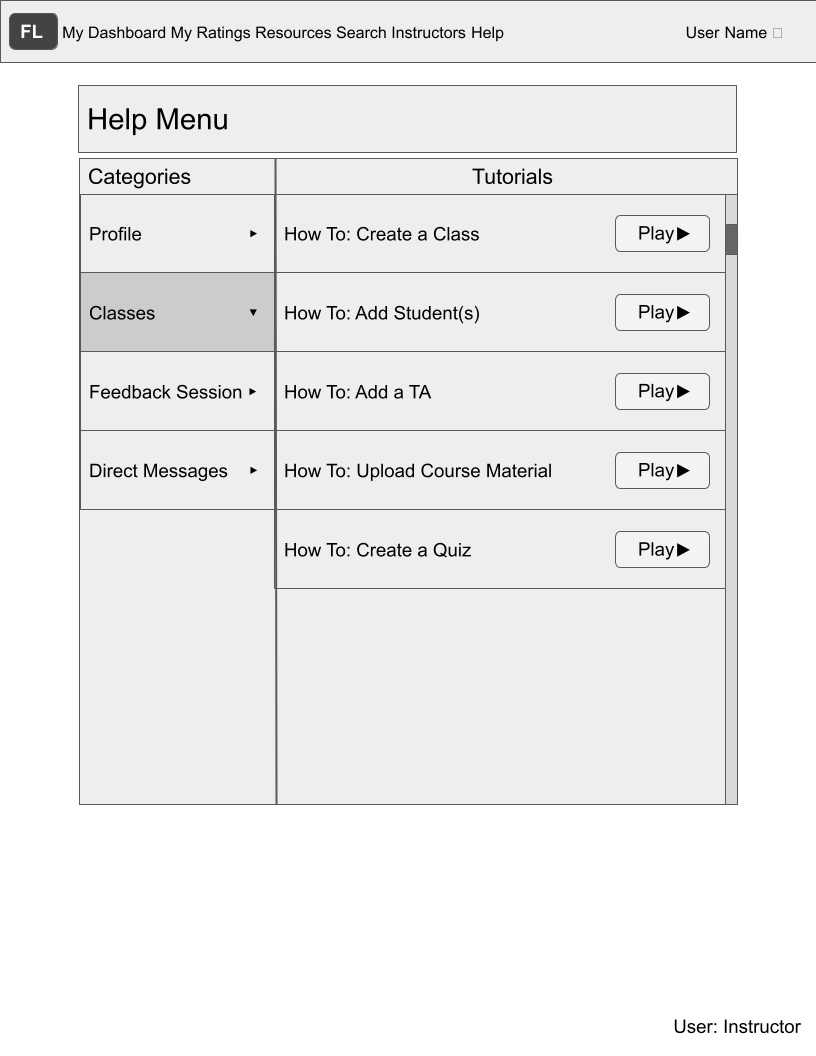 FL My Dashboard My Ratings Resources Search Instructors Help User Name
Help Menu
Categories Tutorials
Profile How To: Create a Class Play
Classes How To: Add Student(s) Play
Feedback Session How To: Add a TA Play
Direct Messages How To: Upload Course Material Play
How To: Create a Quiz Play
User: Instructor